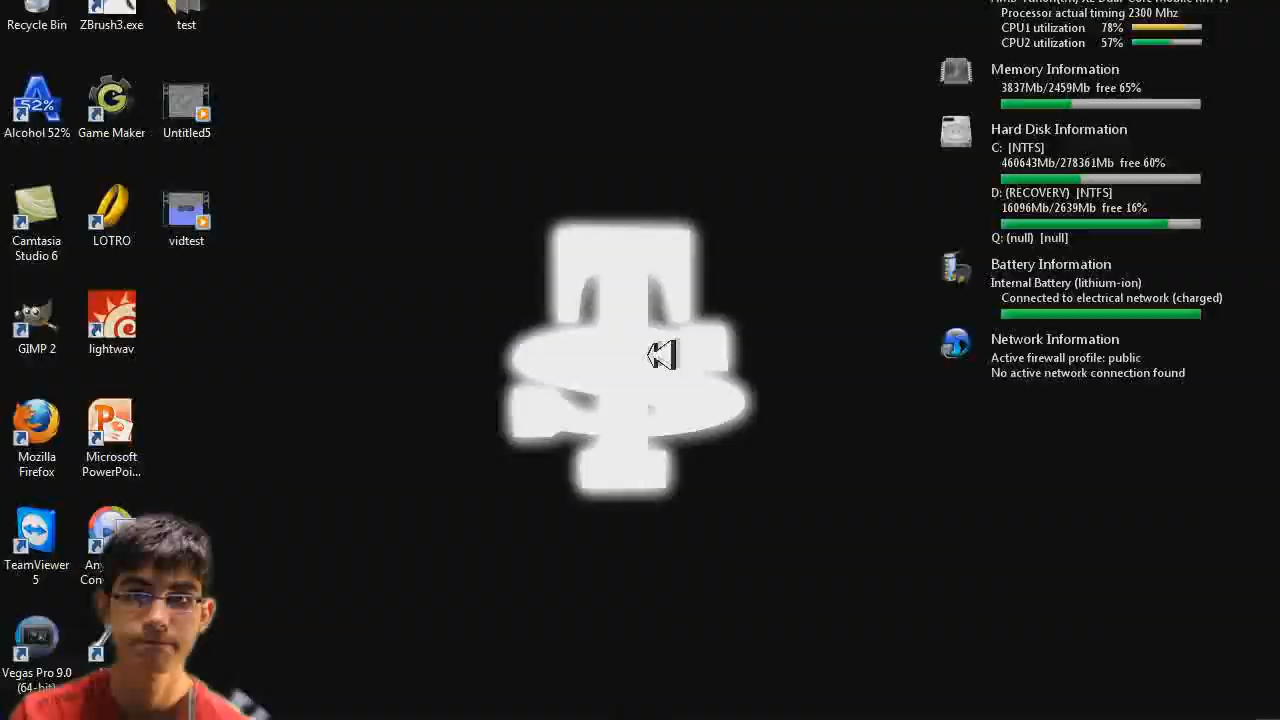 Recycle Bin
ZBrush3.exe
test
52%
Alcohol 52%
Game Maker
Untitled5
Camtasia
Studio 6
LOTRO
vidtest
GIMP 2
lightwav
Mozilla
Firefox
Microsoft
PowerPoi...
TeamViewer
5
Vegas Pro 9.0
(64-bit)
Processor actual timing 2300 Mhz
CPU1 utilization 78%
CPU2 utilization 57%
Memory Information
3837Mb/2459Mb free 65%
Hard Disk Information
C: [NTFS]
460643Mb/278361Mb free 60%
D: (RECOVERY) [NTFS]
16096Mb/2639Mb free 16%
Q: (null) [null]
Battery Information
Internal Battery (lithium-ion)
Connected to electrical network (charged)
Network Information
Active firewall profile: public
No active network connection found